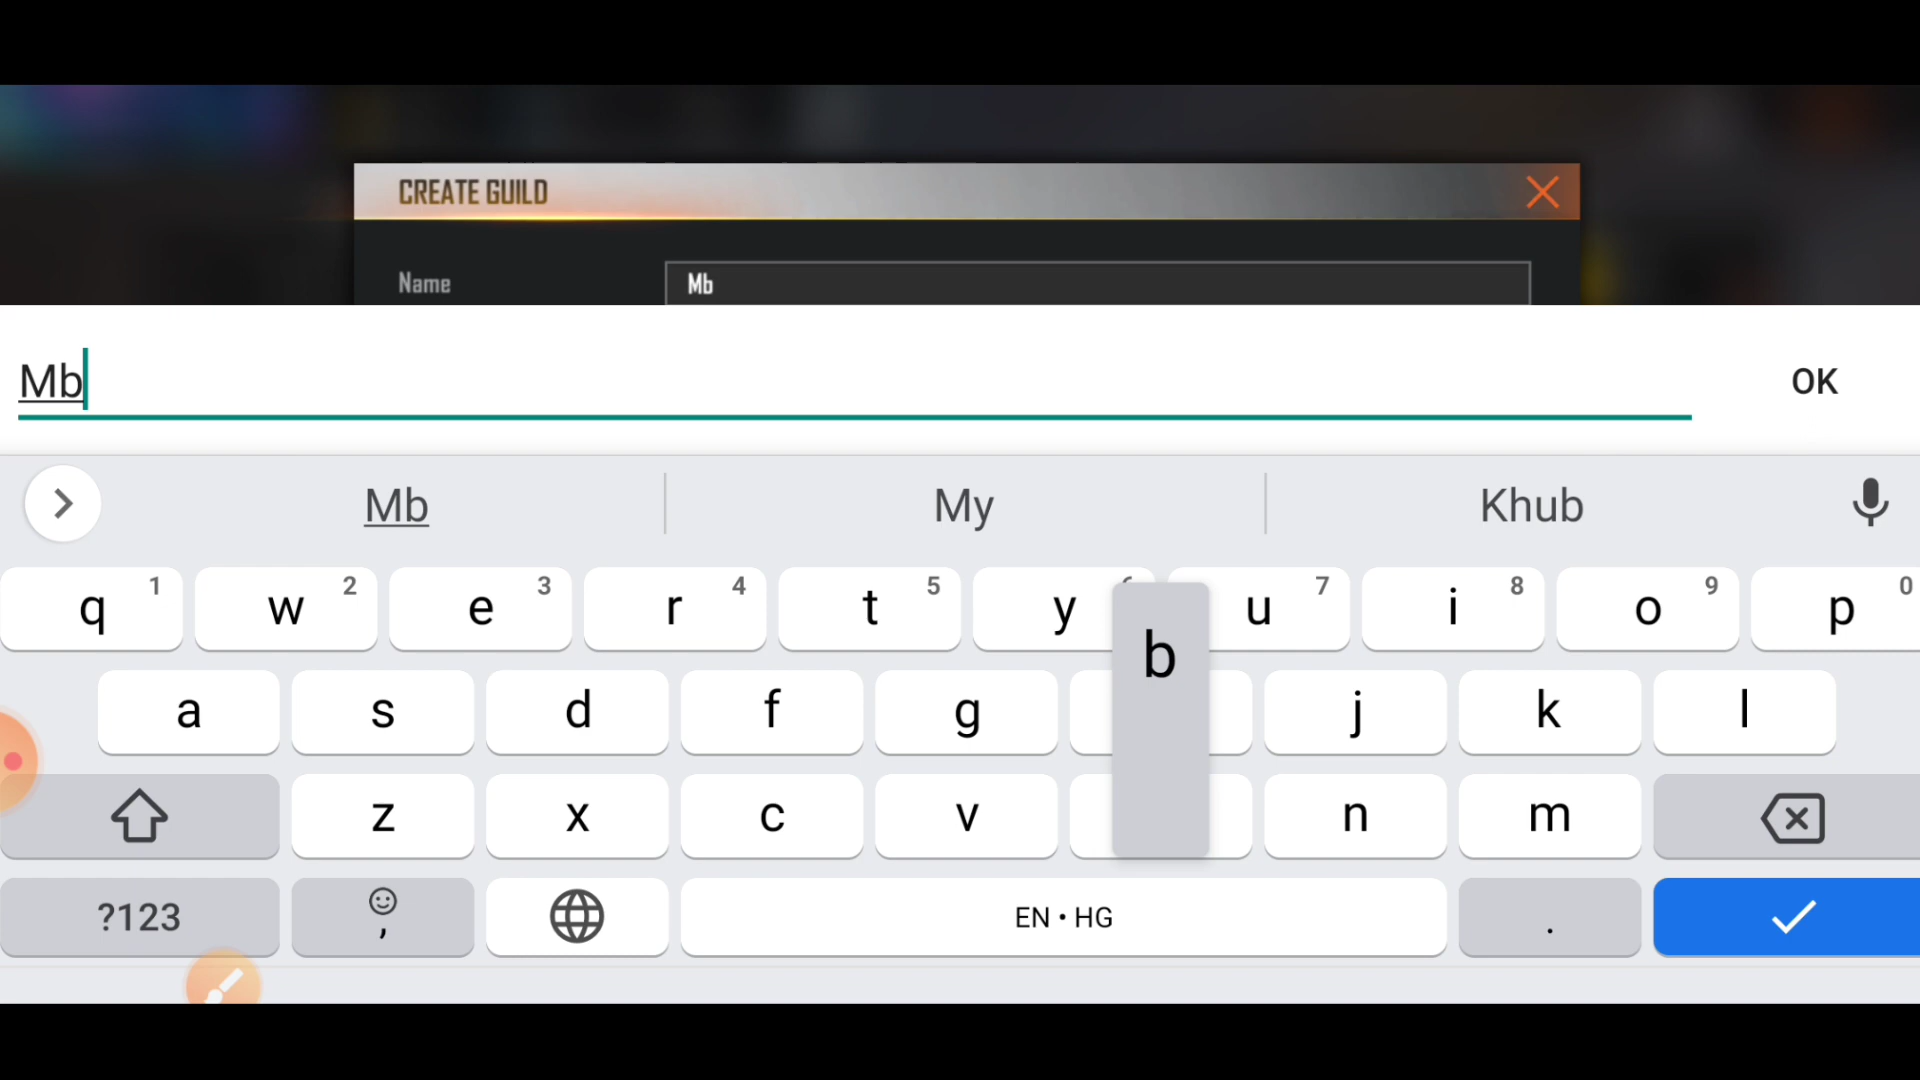 CREATE GUILD
Name Mb
Mb OK
Mb My Khub
q 1 w 2 e 3 r 4 t 5 y u 7 i 8 o 9 p 0
b
a s d f g j k l
z x c v n m
?123 , EN • HG .